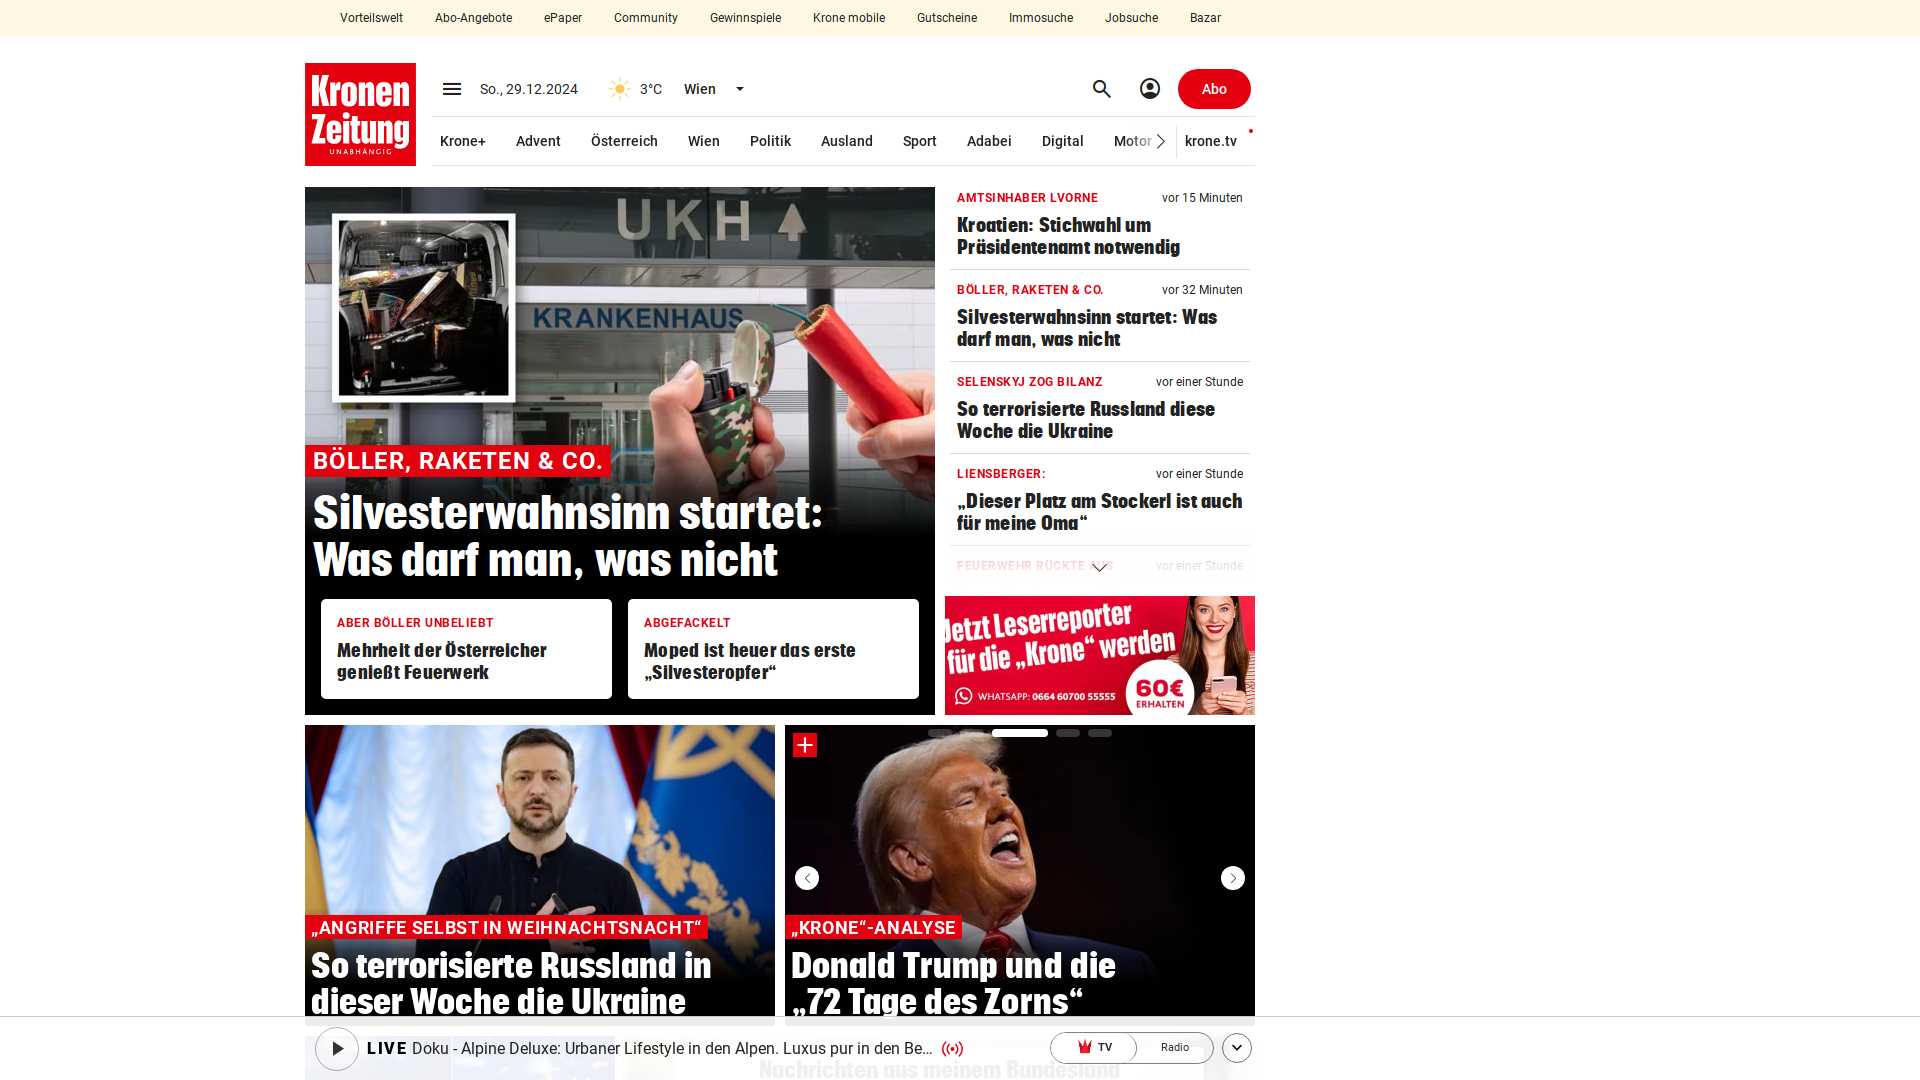 Vorteilswelt Abo-Angebote ePaper Community Gewinnspiele Krone mobile Gutscheine Immosuche Jobsuche Bazar
Kronen
Zeitung
UNABHÄNGIG
So., 29.12.2024 3°C Wien Abo
Krone+ Advent Österreich Wien Politik Ausland Sport Adabei Digital Motor krone.tv
UKH
KRANKENHAUS
BÖLLER, RAKETEN & CO.
Silvesterwahnsinn startet:
Was darf man, was nicht
ABER BÖLLER UNBELIEBT
Mehrheit der Österreicher
genießt Feuerwerk
ABGEFACKELT
Moped ist heuer das erste
„Silvesteropfer“
AMTSINHABER LVORNE vor 15 Minuten
Kroatien: Stichwahl um
Präsidentenamt notwendig
BÖLLER, RAKETEN & CO. vor 32 Minuten
Silvesterwahnsinn startet: Was
darf man, was nicht
SELENSKYJ ZOG BILANZ vor einer Stunde
So terrorisierte Russland diese
Woche die Ukraine
LIENSBERGER: vor einer Stunde
„Dieser Platz am Stockerl ist auch
für meine Oma“
FEUERWEHR RÜCKTE AUS vor einer Stunde
Jetzt Leserreporter
für die „Krone“ werden
WHATSAPP: 0664 60700 55555
60€
ERHALTEN
„ANGRIFFE SELBST IN WEIHNACHTSNACHT“
So terrorisierte Russland in
dieser Woche die Ukraine
„KRONE“-ANALYSE
Donald Trump und die
„72 Tage des Zorns“
LIVE Doku - Alpine Deluxe: Urbaner Lifestyle in den Alpen. Luxus pur in den Be... TV Radio
Nachrichten aus meinem Bundesland